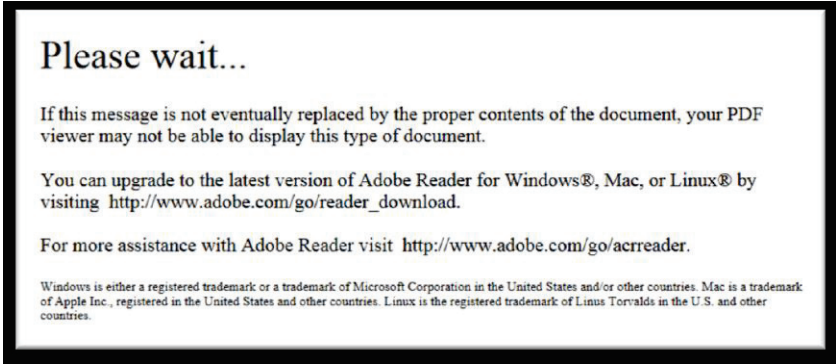 Please wait...
If this message is not eventually replaced by the proper contents of the document, your PDF
viewer may not be able to display this type of document.
You can upgrade to the latest version of Adobe Reader for Windows®, Mac, or Linux® by
visiting http://www.adobe.com/go/reader_download.
For more assistance with Adobe Reader visit http://www.adobe.com/go/acrreader.
Windows is either a registered trademark or a trademark of Microsoft Corporation in the United States and/or other countries. Mac is a trademark
of Apple Inc., registered in the United States and other countries. Linux is the registered trademark of Linus Torvalds in the U.S. and other
countries.